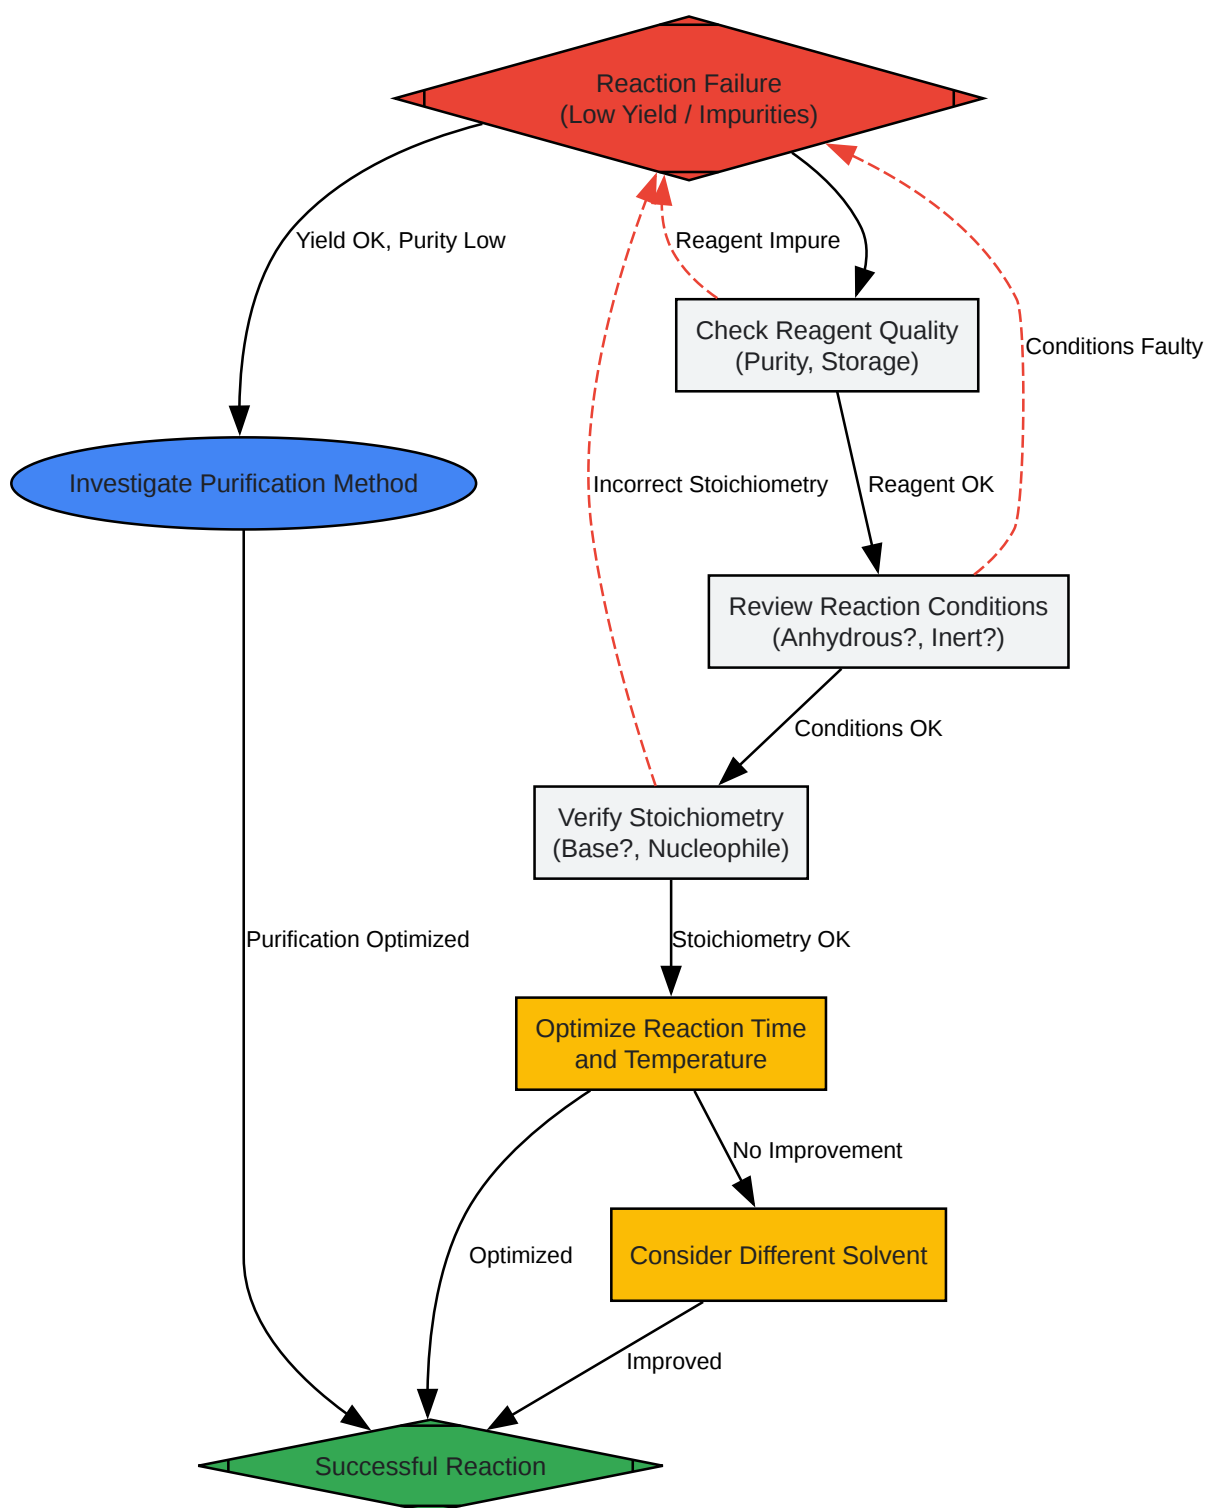 Reaction Failure
(Low Yield / Impurities)
Yield OK, Purity Low
Reagent Impure
Check Reagent Quality
(Purity, Storage)
Conditions Faulty
Investigate Purification Method
Incorrect Stoichiometry
Reagent OK
Review Reaction Conditions
(Anhydrous?, Inert?)
Conditions OK
Verify Stoichiometry
(Base?, Nucleophile)
Purification Optimized
Stoichiometry OK
Optimize Reaction Time
and Temperature
No Improvement
Optimized
Consider Different Solvent
Improved
Successful Reaction